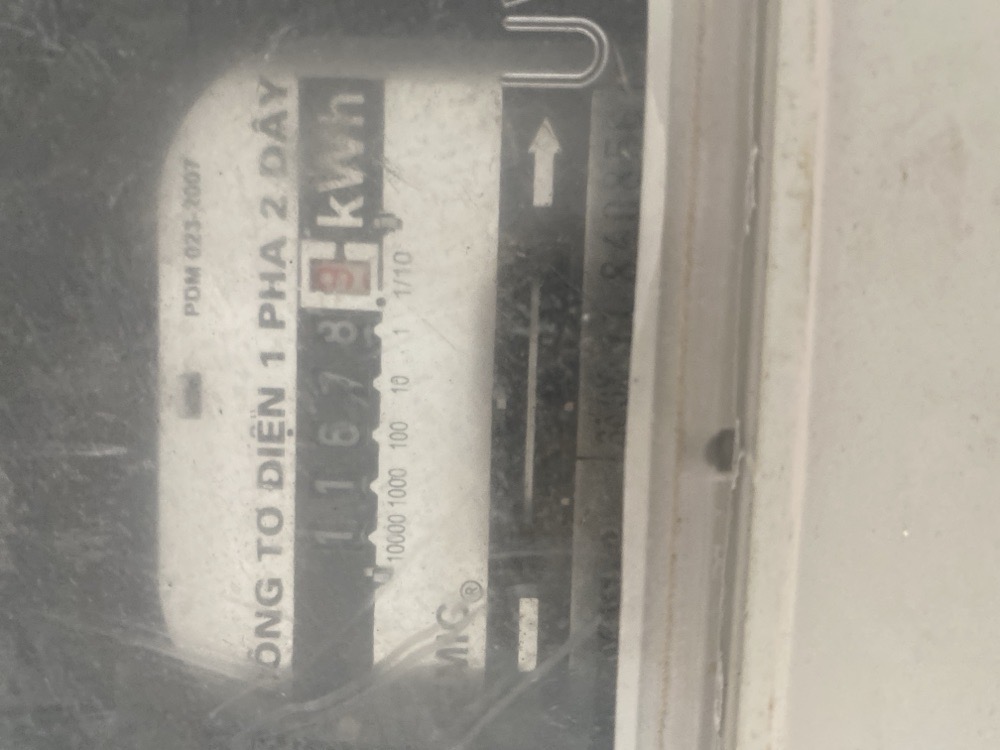 PDM 023-2007
ÔNG TƠ ĐIỆN 1 PHA 2 DÂY
1 1 6 7 8 9 kWh
10000 1000 100 10 1 1/10
MIC®